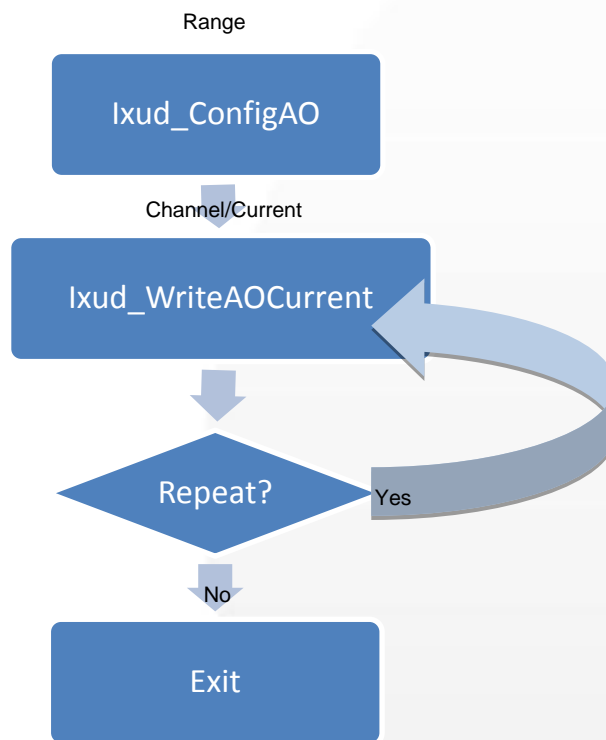 Range
Ixud_ConfigAO
Channel/Current
Ixud_WriteAOCurrent
Repeat?
Yes
No
Exit